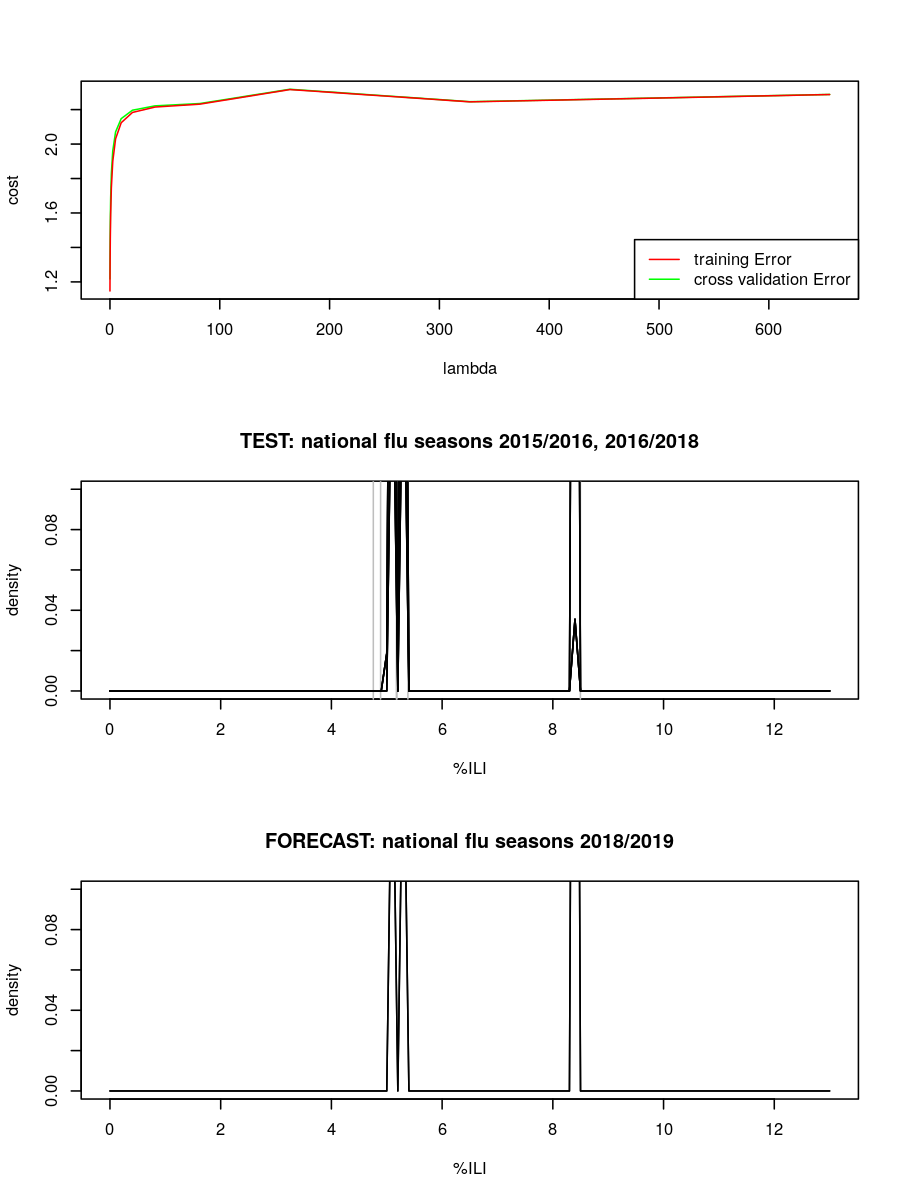 cost
1.2 1.6 2.0
training Error
cross validation Error
0 100 200 300 400 500 600
lambda
TEST: national flu seasons 2015/2016, 2016/2018
density
0.00 0.04 0.08
0 2 4 6 8 10 12
%ILI
FORECAST: national flu seasons 2018/2019
density
0.00 0.04 0.08
0 2 4 6 8 10 12
%ILI